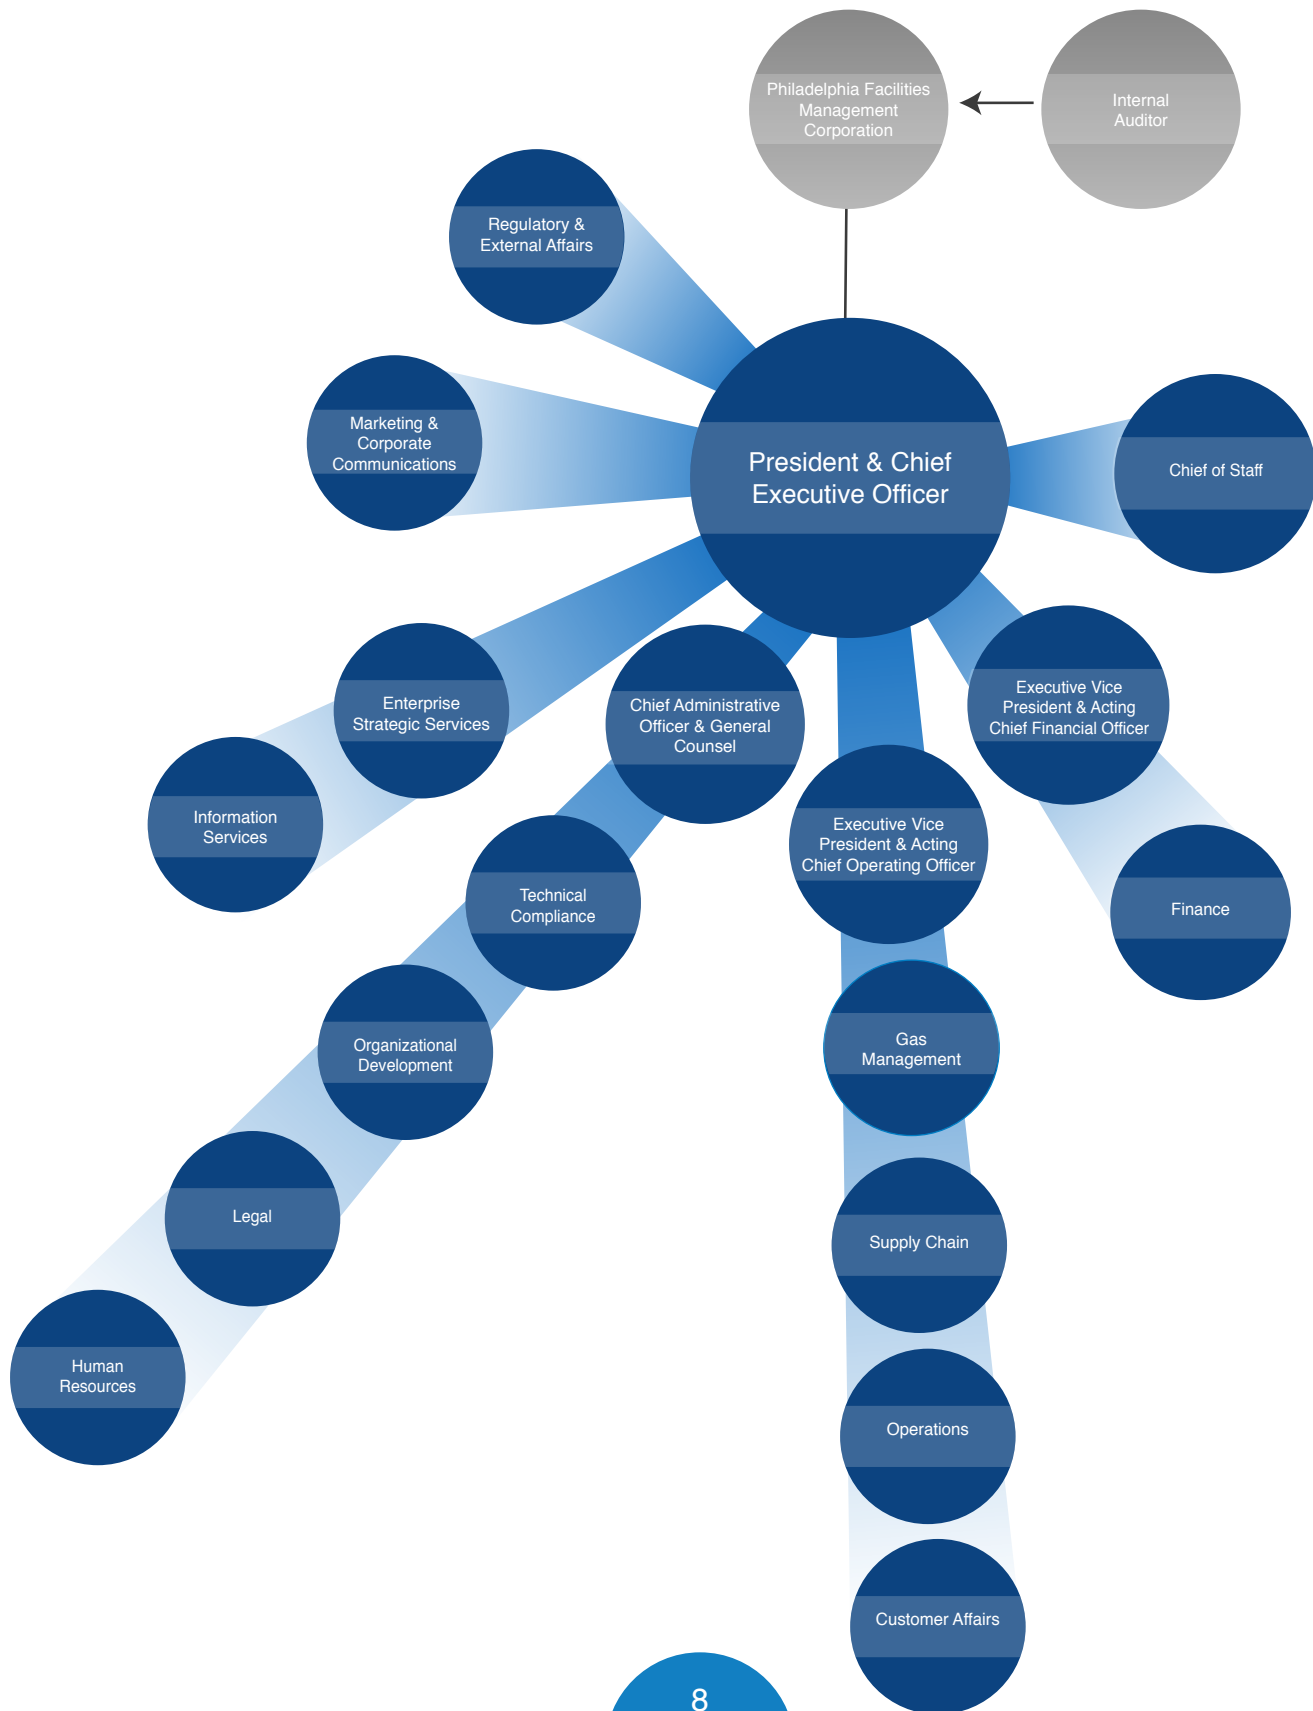 Philadelphia Facilities
Management
Corporation
Internal
Auditor
Regulatory &
External Affairs
Marketing &
Corporate
Communications
President & Chief
Executive Officer
Chief of Staff
Enterprise
Strategic Services
Chief Administrative
Officer & General
Counsel
Executive Vice
President & Acting
Chief Financial Officer
Information
Services
Executive Vice
President & Acting
Chief Operating Officer
Technical
Compliance
Finance
Organizational
Development
Gas
Management
Legal
Supply Chain
Human
Resources
Operations
Customer Affairs
8